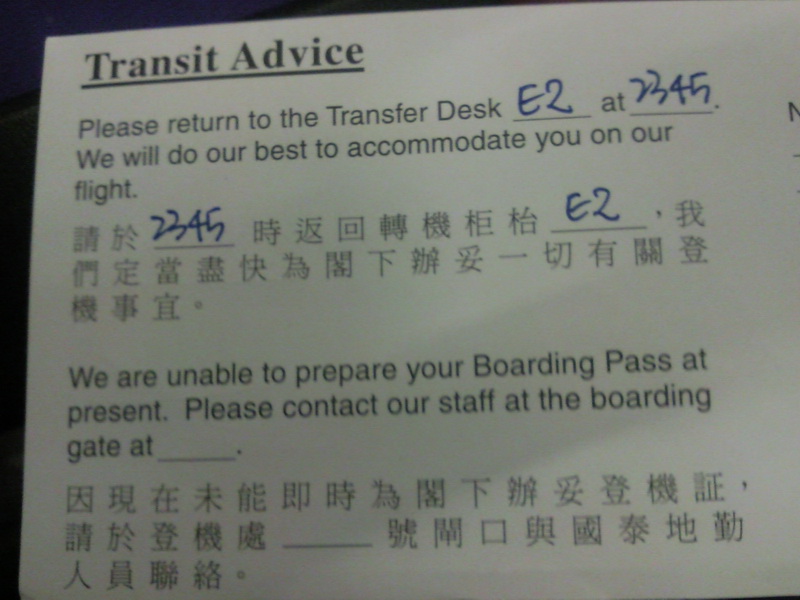 Transit Advice
Please return to the Transfer Desk E2 at 2345.
We will do our best to accommodate you on our
flight.
請於 2345 時返回轉機柜枱 E2，我
們定當盡快為閣下辦妥一切有關登
機事宜。
We are unable to prepare your Boarding Pass at
present. Please contact our staff at the boarding
gate at _____.
因現在未能即時為閣下辦妥登機証，
請於登機處 _____ 號閘口與國泰地勤
人員聯絡。
N